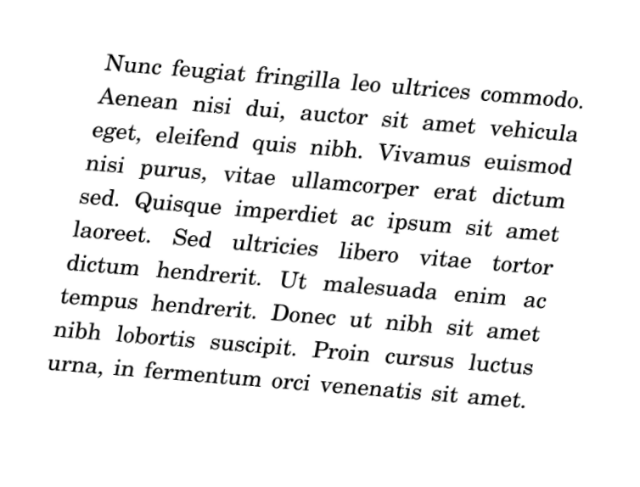 Nunc feugiat fringilla leo ultrices commodo.
Aenean nisi dui, auctor sit amet vehicula
eget, eleifend quis nibh. Vivamus euismod
nisi purus, vitae ullamcorper erat dictum
sed. Quisque imperdiet ac ipsum sit amet
laoreet. Sed ultricies libero vitae tortor
dictum hendrerit. Ut malesuada enim ac
tempus hendrerit. Donec ut nibh sit amet
nibh lobortis suscipit. Proin cursus luctus
urna, in fermentum orci venenatis sit amet.